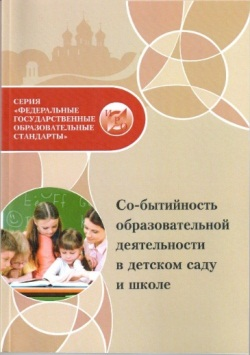 СЕРИЯ
«ФЕДЕРАЛЬНЫЕ
ГОСУДАРСТВЕННЫЕ
ОБРАЗОВАТЕЛЬНЫЕ
СТАНДАРТЫ»
Со-бытийность
образовательной
деятельности
в детском саду
и школе